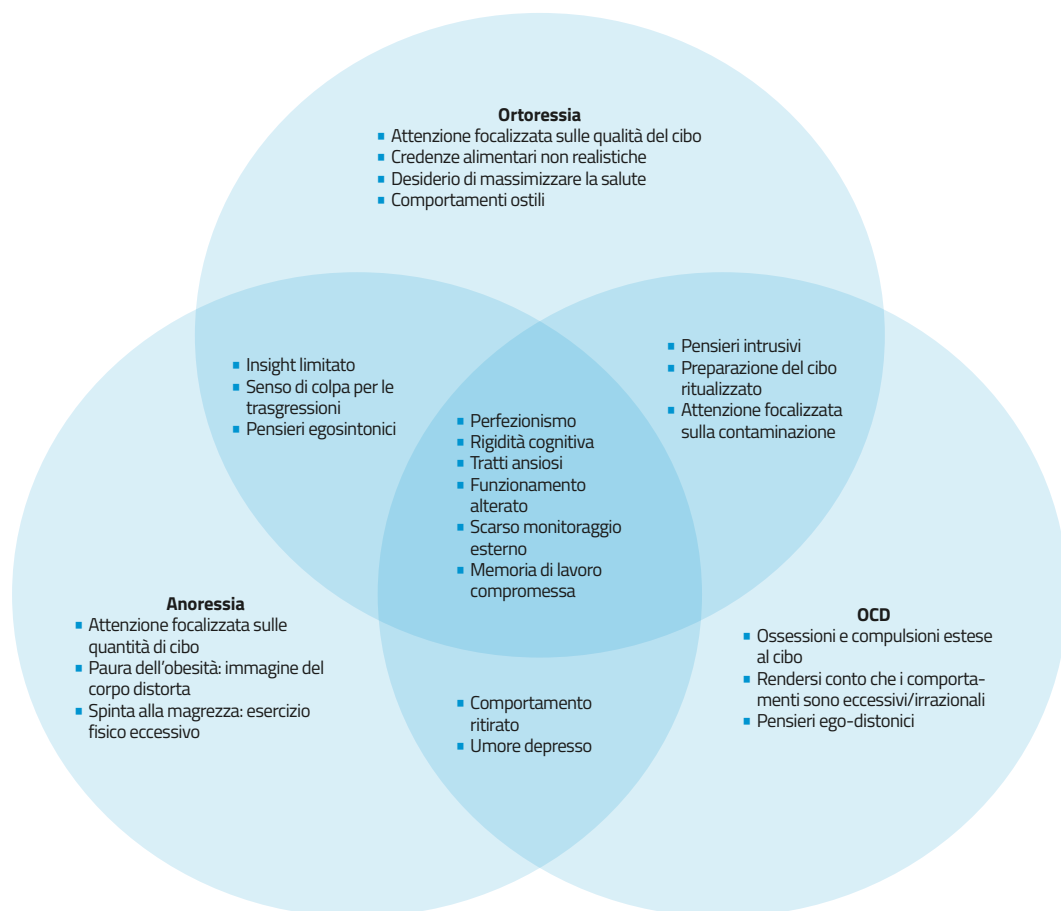 Ortoressia
▪ Attenzione focalizzata sulle qualità del cibo
▪ Credenze alimentari non realistiche
▪ Desiderio di massimizzare la salute
▪ Comportamenti ostili
▪ Insight limitato
▪ Senso di colpa per le
trasgressioni
▪ Pensieri egosintonici
▪ Pensieri intrusivi
▪ Preparazione del cibo
ritualizzato
▪ Attenzione focalizzata
sulla contaminazione
▪ Perfezionismo
▪ Rigidità cognitiva
▪ Tratti ansiosi
▪ Funzionamento
alterato
▪ Scarso monitoraggio
esterno
▪ Memoria di lavoro
compromessa
Anoressia
▪ Attenzione focalizzata sulle
quantità di cibo
▪ Paura dell'obesità: immagine del
corpo distorta
▪ Spinta alla magrezza: esercizio
fisico eccessivo
▪ Comportamento
ritirato
▪ Umore depresso
OCD
▪ Ossessioni e compulsioni estese
al cibo
▪ Rendersi conto che i comporta-
menti sono eccessivi/irrazionali
▪ Pensieri ego-distonici